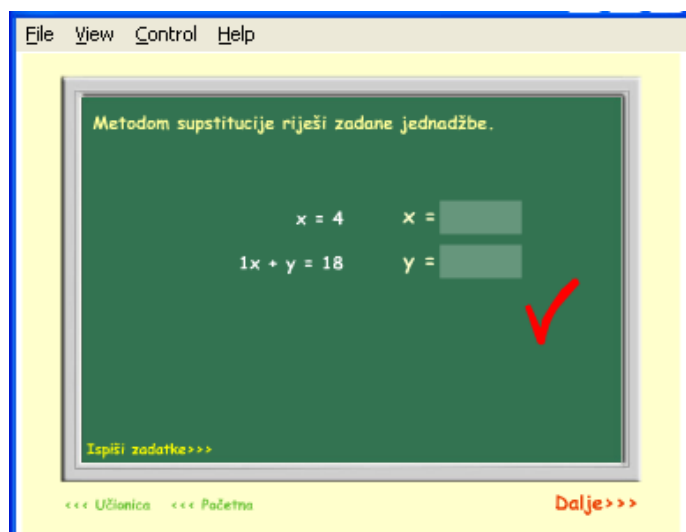 File View Control Help
Metodom supstitucije riješi zadane jednadžbe.
x = 4 x =
1x + y = 18 y =
Ispiši zadatke>>>
<<< Učionica <<< Početna Dalje>>>